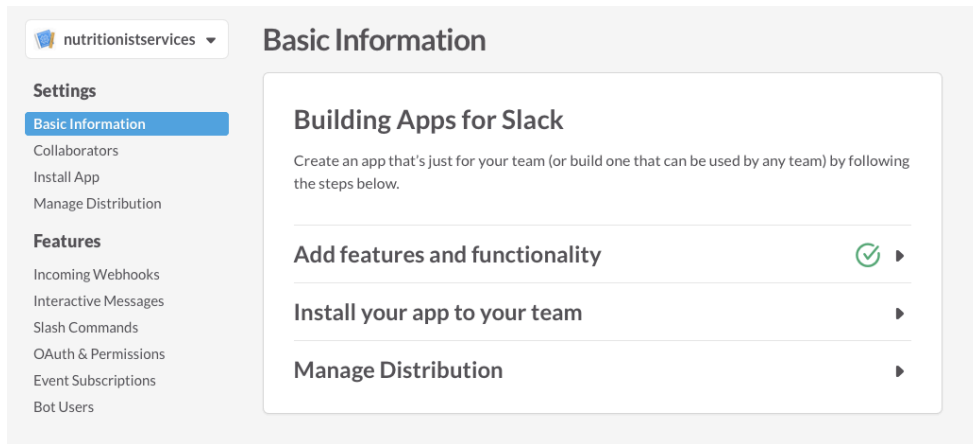 nutritionistservices
Settings
Basic Information
Collaborators
Install App
Manage Distribution
Features
Incoming Webhooks
Interactive Messages
Slash Commands
OAuth & Permissions
Event Subscriptions
Bot Users
Basic Information
Building Apps for Slack
Create an app that's just for your team (or build one that can be used by any team) by following
the steps below.
Add features and functionality
Install your app to your team
Manage Distribution